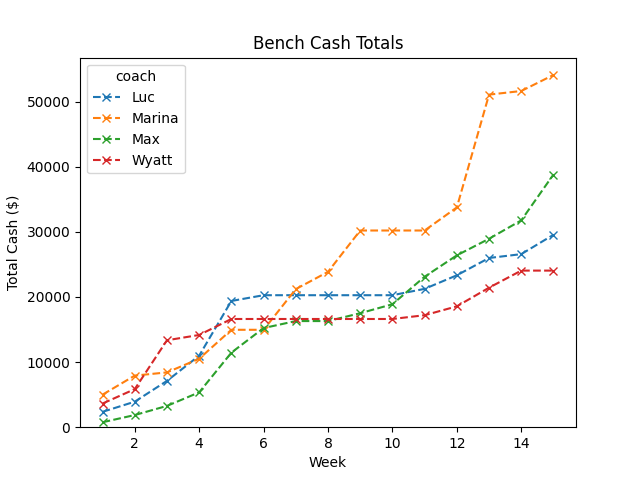 Bench Cash Totals
coach
Luc
Marina
Max
Wyatt
Total Cash ($)
50000
40000
30000
20000
10000
0
2 4 6 8 10 12 14
Week